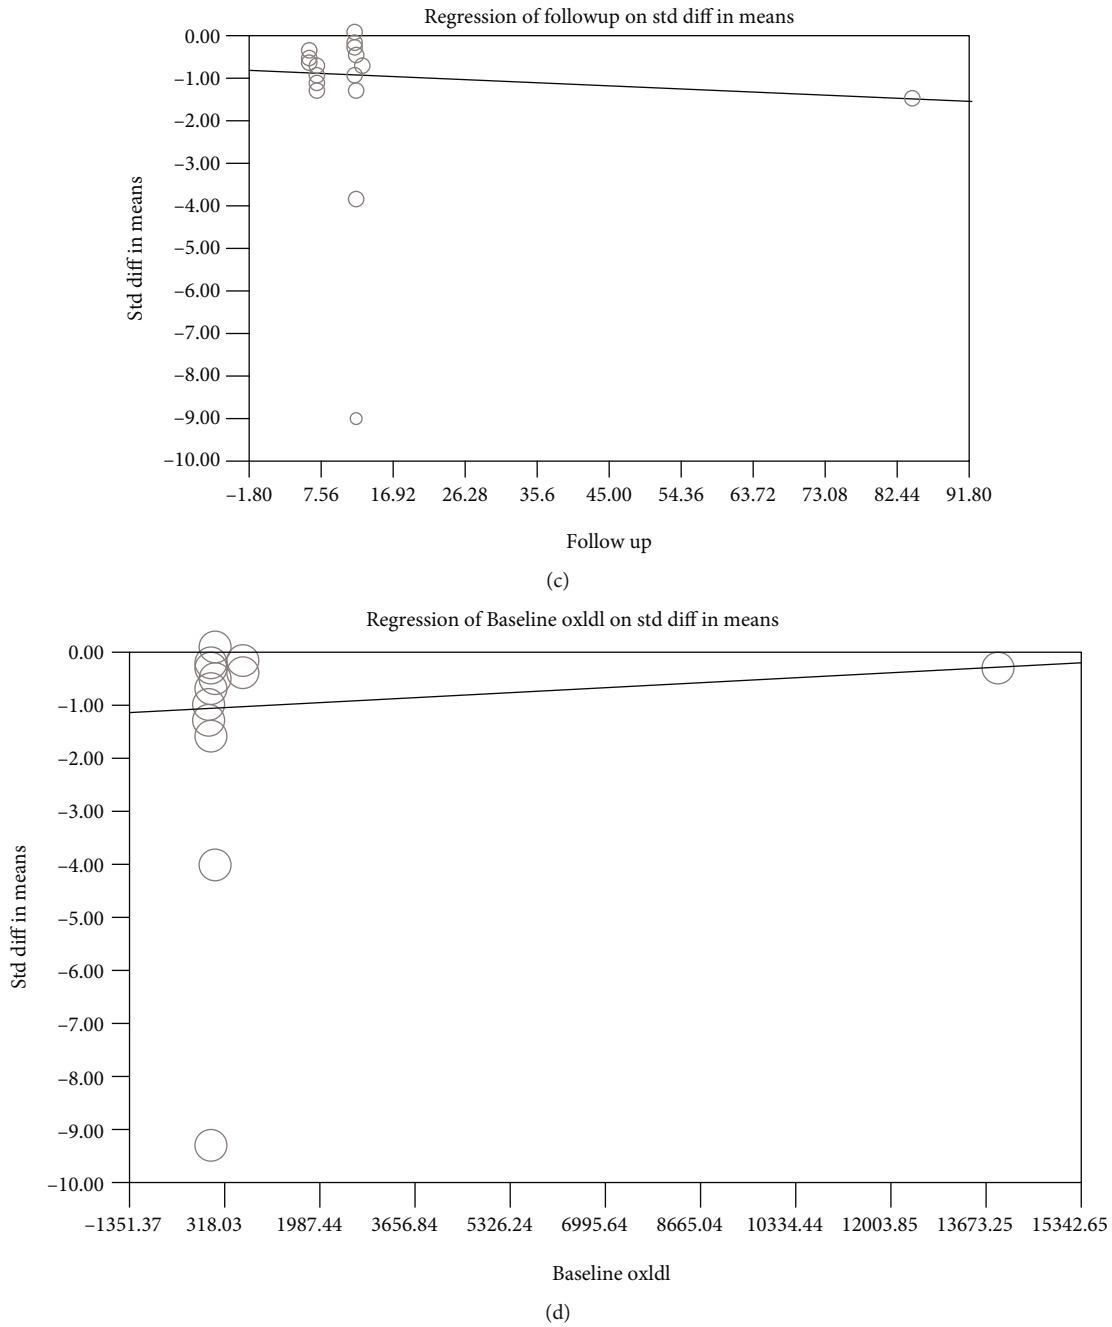 Regression of followup on std diff in means
0.00
−1.00
−2.00
−3.00
−4.00
−5.00
−6.00
−7.00
−8.00
−9.00
−10.00
Std diff in means
−1.80 7.56 16.92 26.28 35.6 45.00 54.36 63.72 73.08 82.44 91.80
Follow up
(c)
Regression of Baseline oxldl on std diff in means
0.00
−1.00
−2.00
−3.00
−4.00
−5.00
−6.00
−7.00
−8.00
−9.00
−10.00
Std diff in means
−1351.37 318.03 1987.44 3656.84 5326.24 6995.64 8665.04 10334.44 12003.85 13673.25 15342.65
Baseline oxldl
(d)